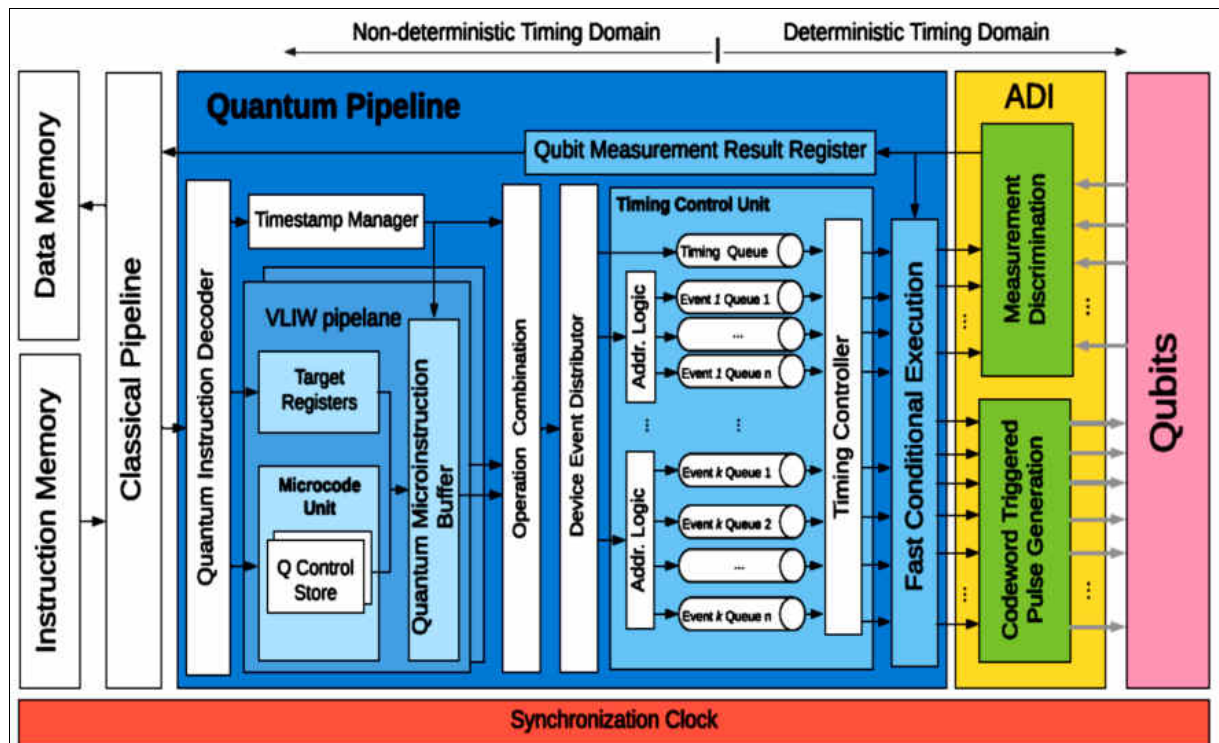 Non-deterministic Timing Domain
Deterministic Timing Domain
Data Memory
Instruction Memory
Classical Pipeline
Quantum Pipeline
Qubit Measurement Result Register
Quantum Instruction Decoder
Timestamp Manager
VLIW pipelane
Target
Registers
Microcode
Unit
Q Control
Store
Quantum Microinstruction
Buffer
Operation Combination
Device Event Distributor
Timing Control Unit
Timing Queue
Addr. Logic
Event 1 Queue 1
...
Event 1 Queue n
...
...
Addr. Logic
Event k Queue 1
Event k Queue 2
...
Event k Queue n
Timing Controller
Fast Conditional Execution
...
...
ADI
Measurement
Discrimination
...
Codeword Triggered
Pulse Generation
...
Qubits
Synchronization Clock